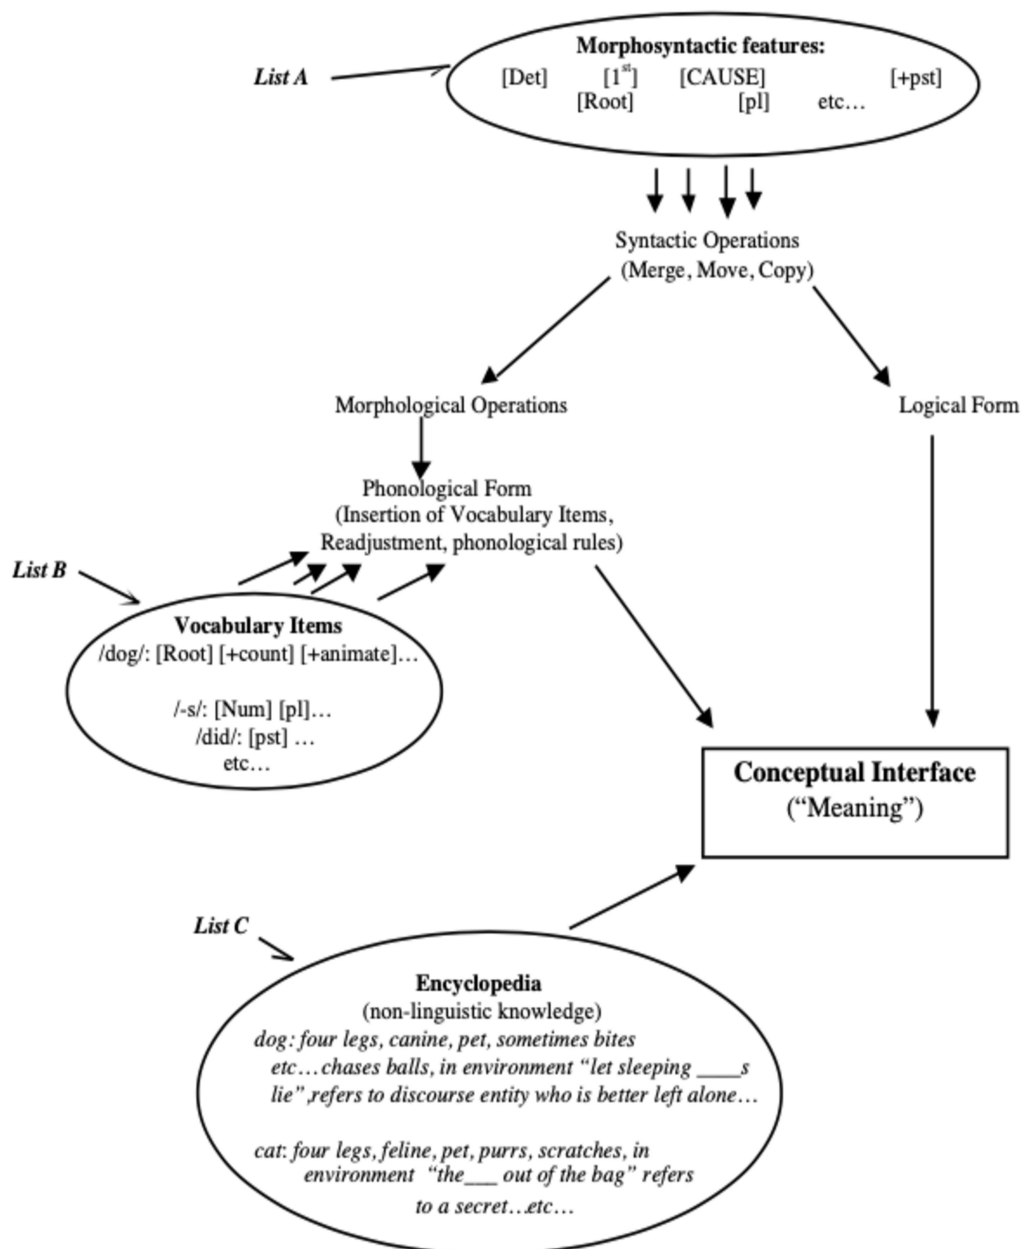 Morphosyntactic features:
List A
[Det] [1st] [CAUSE] [+pst]
[Root] [pl] etc…
Syntactic Operations
(Merge, Move, Copy)
Morphological Operations
Logical Form
Phonological Form
(Insertion of Vocabulary Items,
Readjustment, phonological rules)
List B
Vocabulary Items
/dog/: [Root] [+count] [+animate]…
/-s/: [Num] [pl]…
/did/: [pst] …
etc…
Conceptual Interface
(“Meaning”)
List C
Encyclopedia
(non-linguistic knowledge)
dog: four legs, canine, pet, sometimes bites
etc…chases balls, in environment “let sleeping ____s
lie”,refers to discourse entity who is better left alone…
cat: four legs, feline, pet, purrs, scratches, in
environment “the___ out of the bag” refers
to a secret…etc…